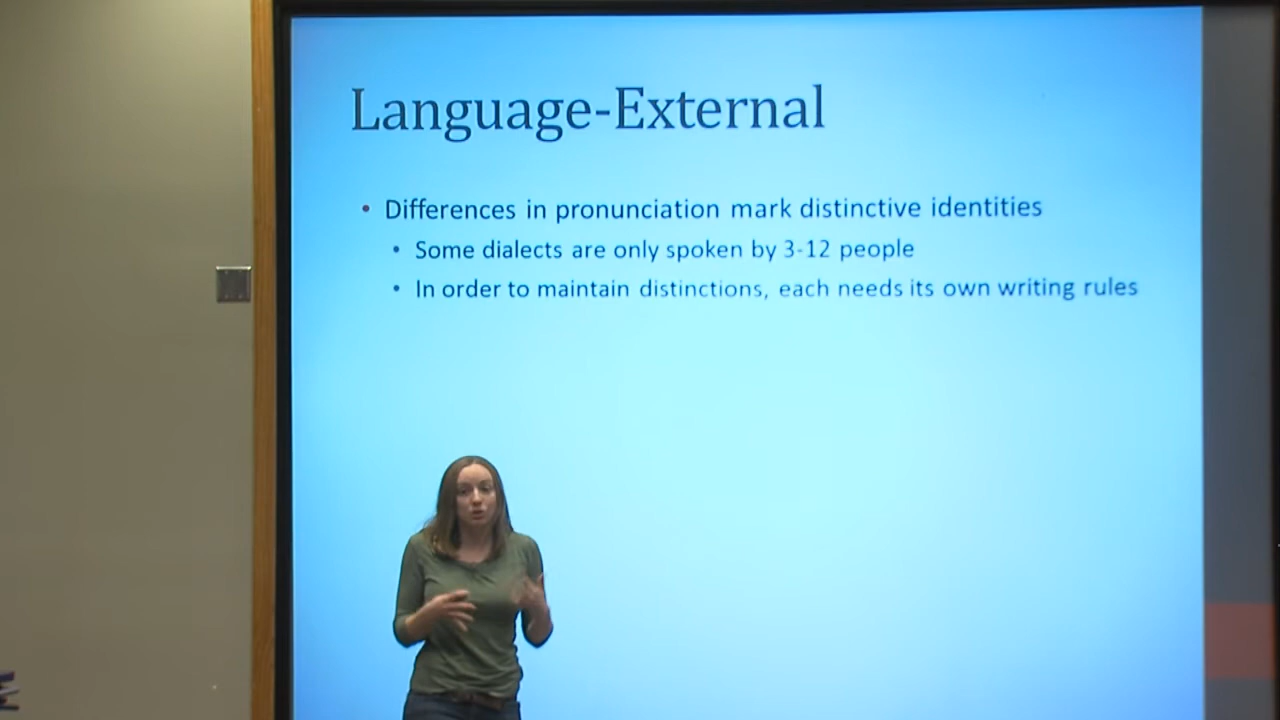 Language-External
• Differences in pronunciation mark distinctive identities
• Some dialects are only spoken by 3-12 people
• In order to maintain distinctions, each needs its own writing rules